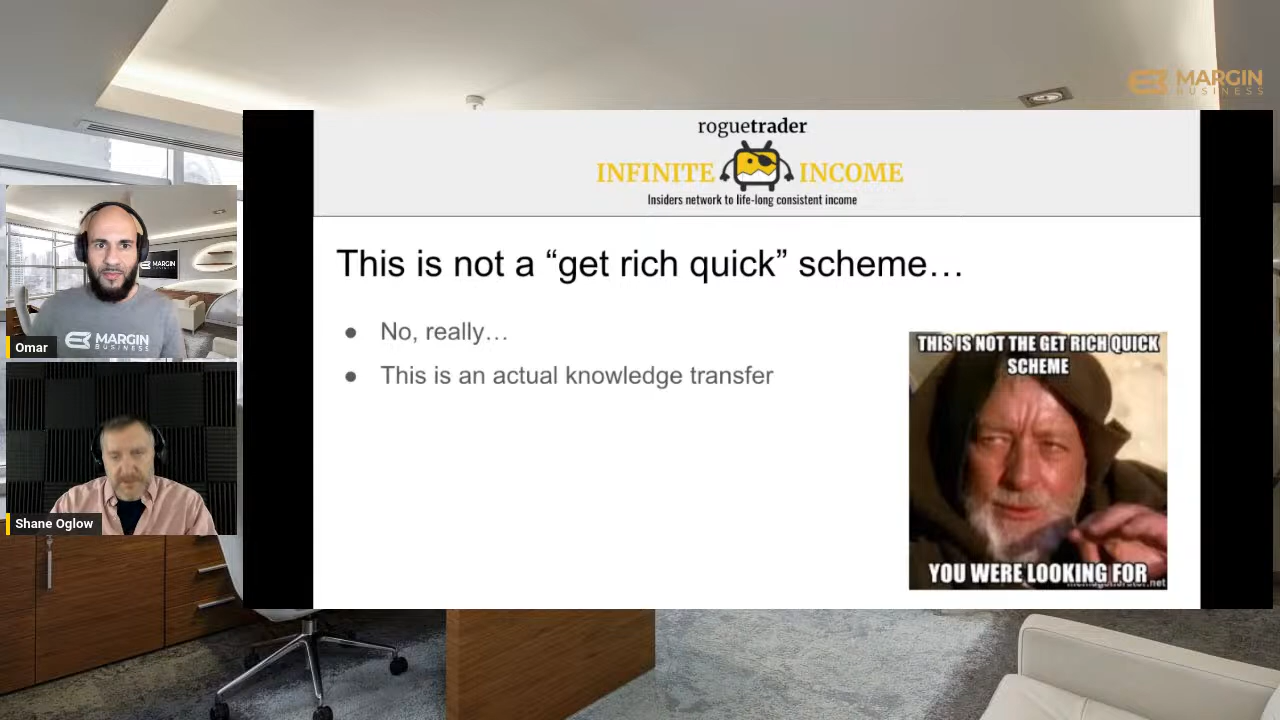 MARGIN
BUSINESS
roguetrader
INFINITE INCOME
Insiders network to life-long consistent income
This is not a “get rich quick” scheme…
● No, really…
● This is an actual knowledge transfer
THIS IS NOT THE GET RICH QUICK
SCHEME
YOU WERE LOOKING FOR
MARGIN
MARGIN
BUSINESS
Omar
Shane Oglow